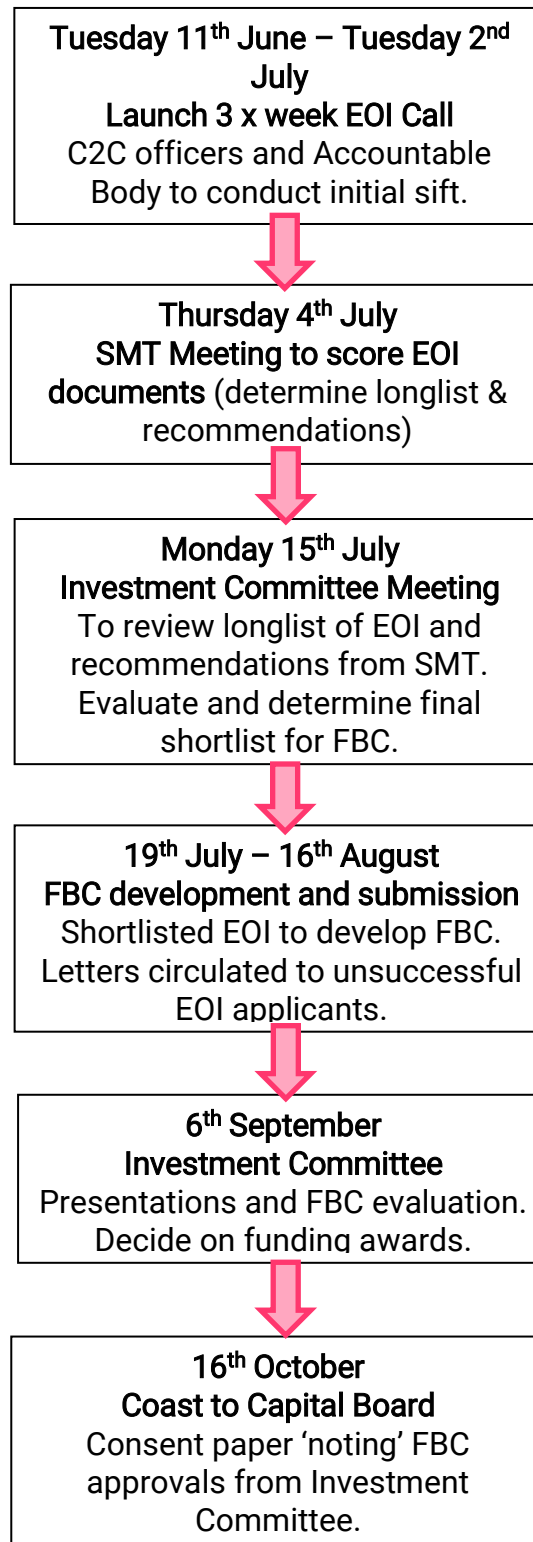 Tuesday 11th June – Tuesday 2nd
July
Launch 3 x week EOI Call
C2C officers and Accountable
Body to conduct initial sift.
Thursday 4th July
SMT Meeting to score EOI
documents (determine longlist &
recommendations)
Monday 15th July
Investment Committee Meeting
To review longlist of EOI and
recommendations from SMT.
Evaluate and determine final
shortlist for FBC.
19th July – 16th August
FBC development and submission
Shortlisted EOI to develop FBC.
Letters circulated to unsuccessful
EOI applicants.
6th September
Investment Committee
Presentations and FBC evaluation.
Decide on funding awards.
16th October
Coast to Capital Board
Consent paper ‘noting’ FBC
approvals from Investment
Committee.